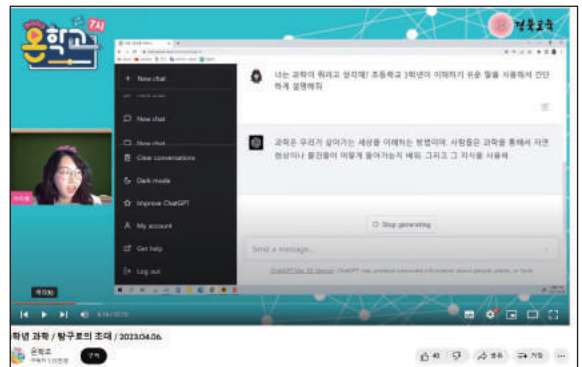 온학교 7시
경북교육
너는 과학이 뭐라고 생각해? 초등학교 3학년이 이해하기 쉬운 말을 사용해서 간단
하게 설명해줘
+ New chat
New chat
New chat
과학은 우리가 살아가는 세상을 이해하는 방법이야. 사람들은 과학을 통해서 자연
현상이나 물건들이 어떻게 돌아가는지 배워. 그리고 그 지식을 사용해
Clear conversations
Dark mode
Improve ChatGPT
My account
Get help
Log out
Stop generating
Send a message...
학년 과학 / 탐구로의 초대 / 2023.04.06.
온학교
구독
40
공유
저장